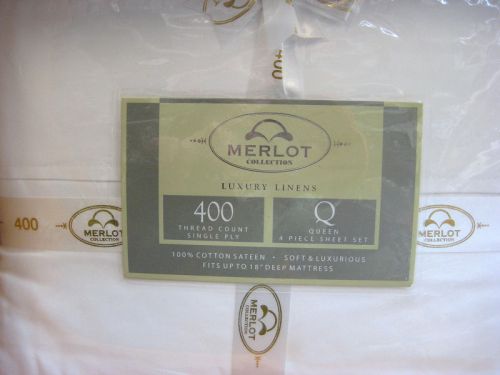 400
MERLOT
COLLECTION
LUXURY LINENS
400
THREAD COUNT
SINGLE PLY
Q
QUEEN
4 PIECE SHEET SET
100% COTTON SATEEN • SOFT & LUXURIOUS
FITS UP TO 18" DEEP MATTRESS
400
MERLOT
COLLECTION
MERLOT
COLLECTION
MERLOT
COLLECTION